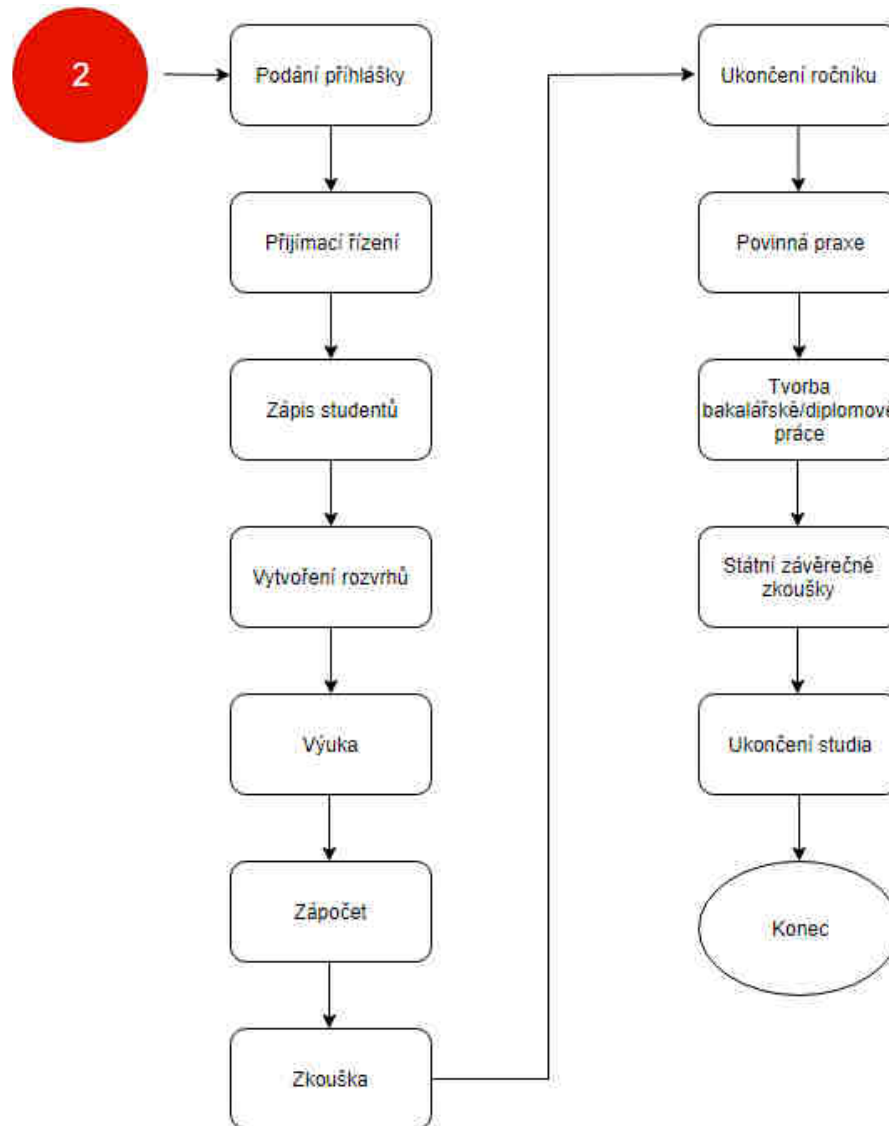 2
Podání příhlášky
Přijímací řízení
Zápis studentů
Vytvoření rozvrhů
Výuka
Zápočet
Zkouška
Ukončení ročníku
Povinná praxe
Tvorba
bakalářské/diplomové
práce
Státní závěrečné
zkoušky
Ukončení studia
Konec